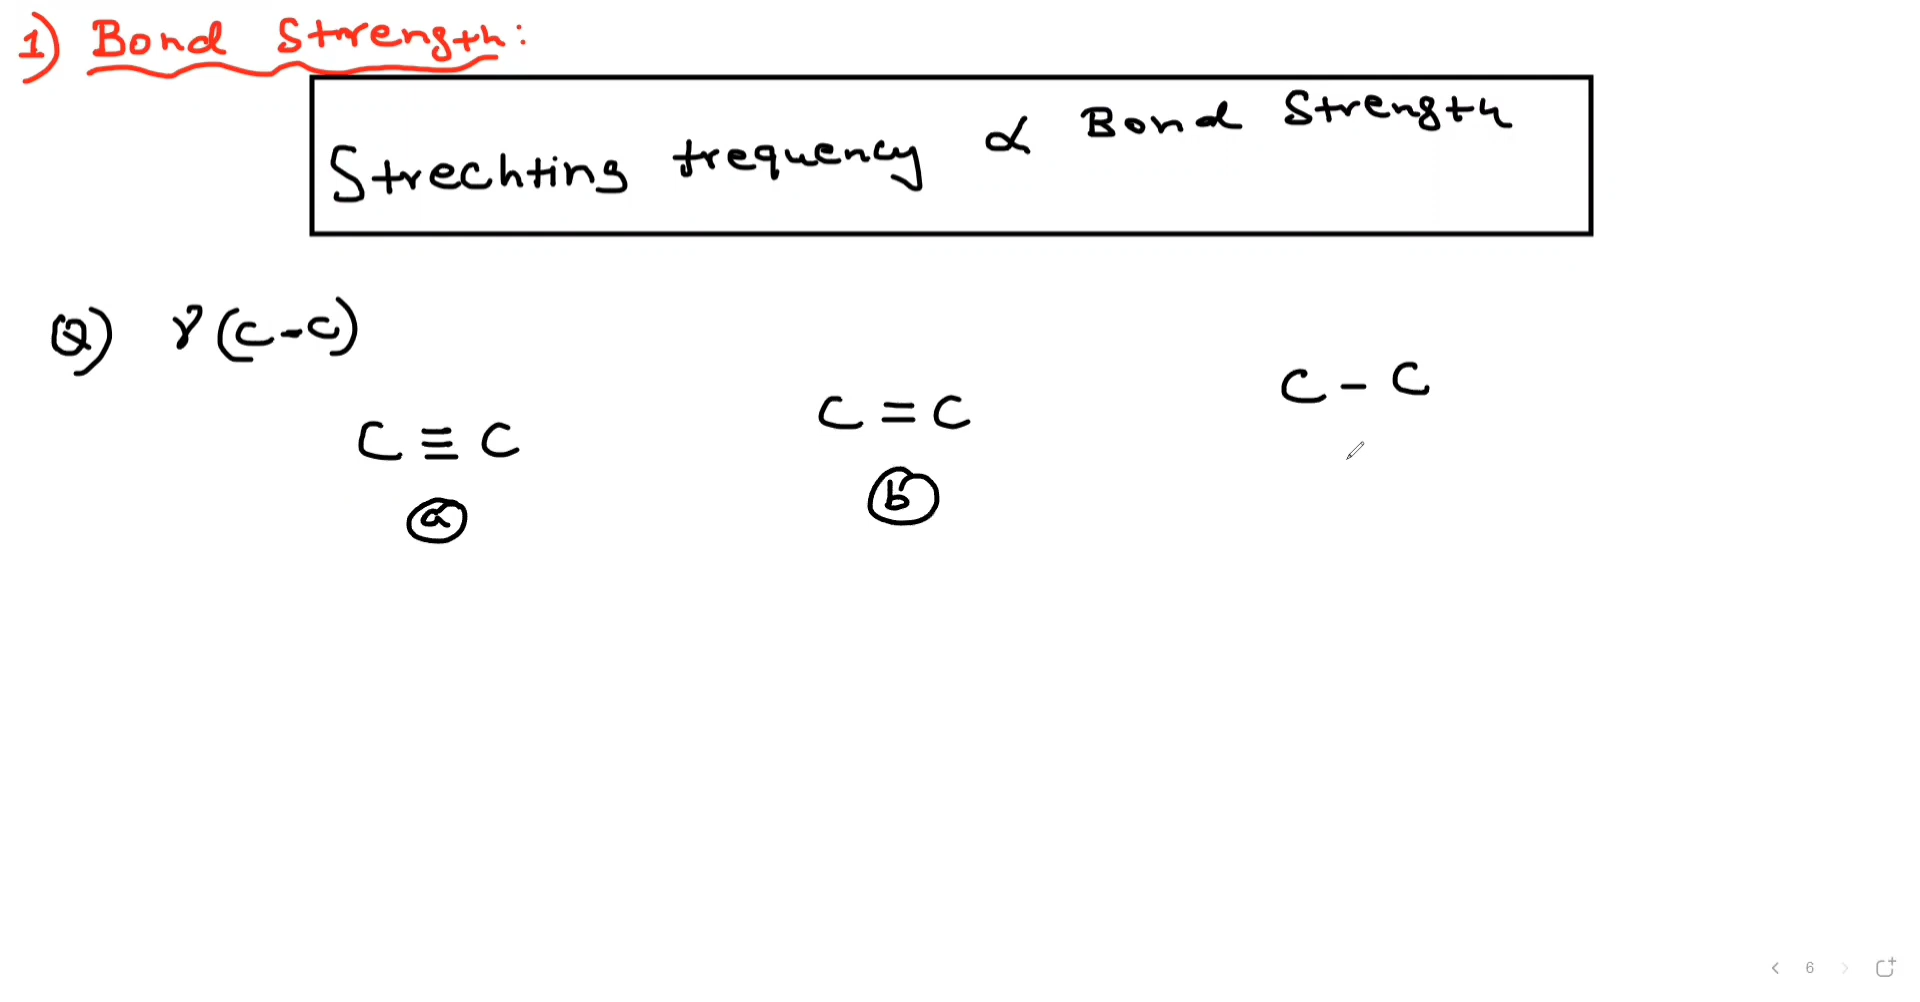 1) Bond Strength:
Strechting frequency ∝ Bond Strength
Q) ν(C-C)
C≡C C=C C-C
a b
6